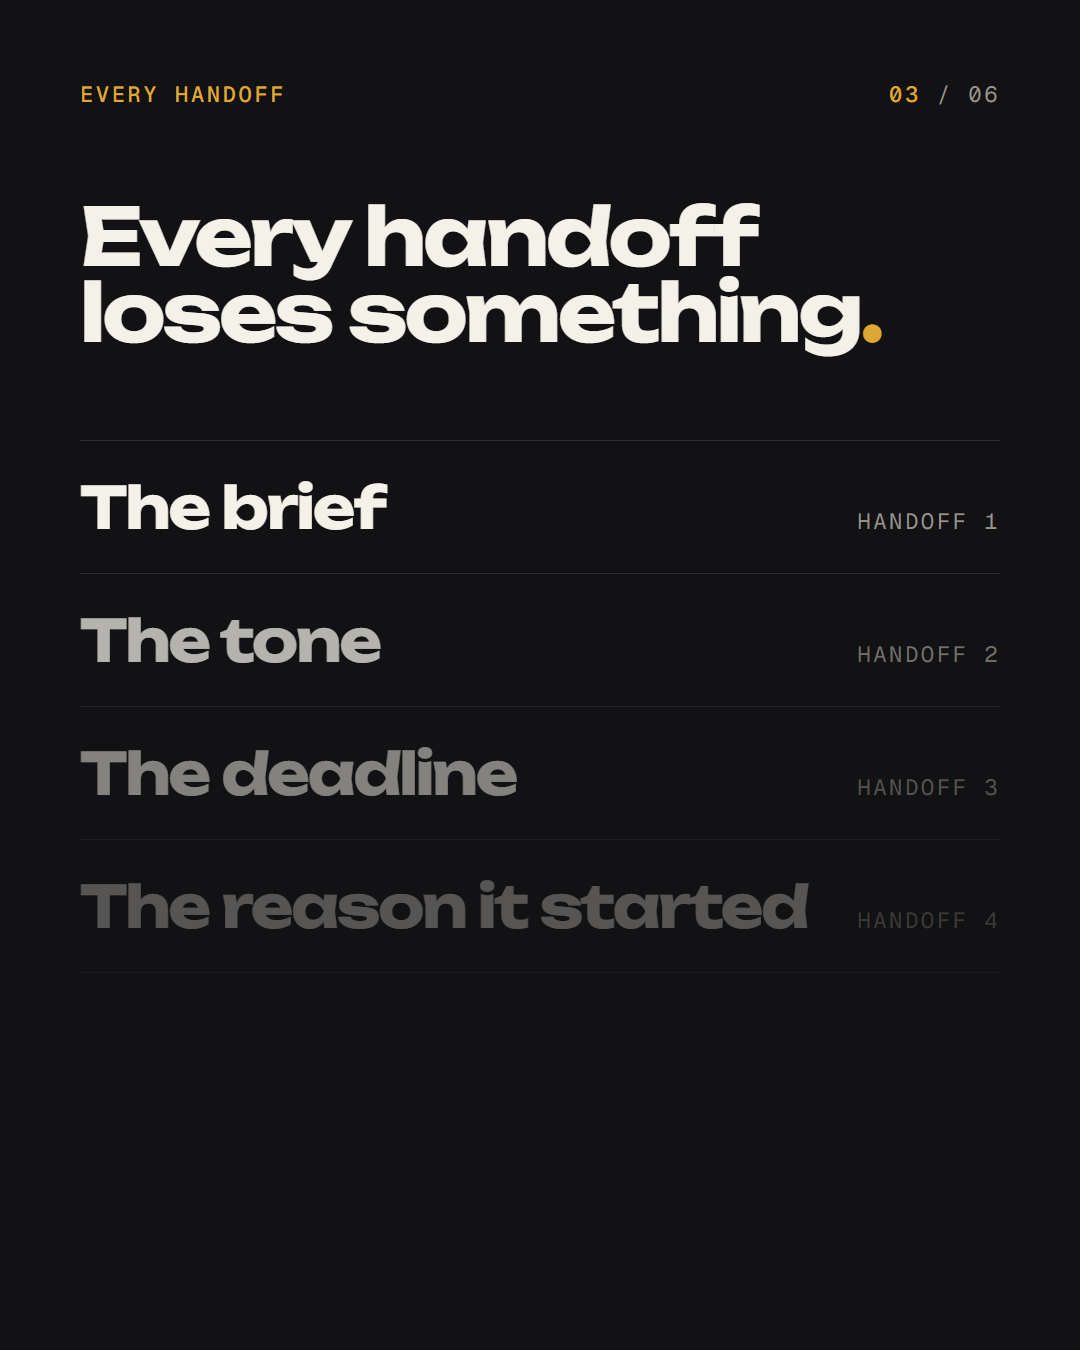 EVERY HANDOFF
03 / 06
Every handoff
loses something.
The brief
HANDOFF 1
The tone
HANDOFF 2
The deadline
HANDOFF 3
The reason it started
HANDOFF 4